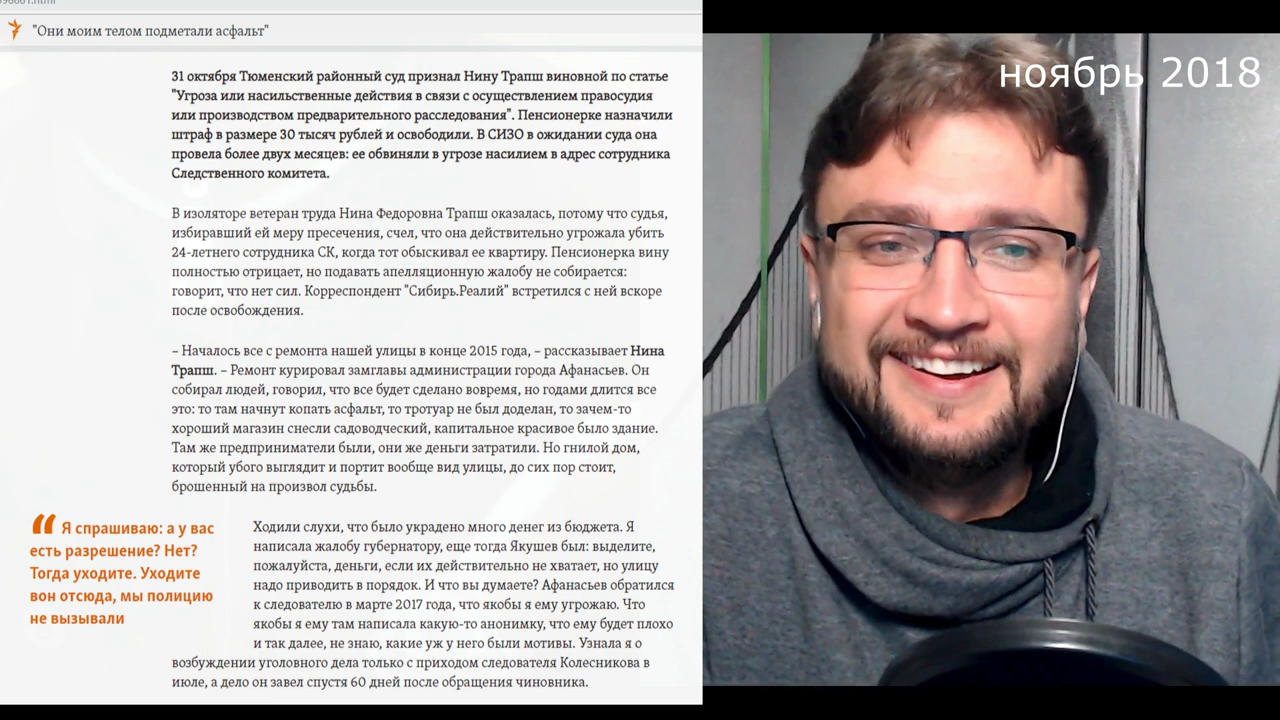 "Они моим телом подметали асфальт"
ноябрь 2018
31 октября Тюменский районный суд признал Нину Трапш виновной по статье
"Угроза или насильственные действия в связи с осуществлением правосудия
или производством предварительного расследования". Пенсионерке назначили
штраф в размере 30 тысяч рублей и освободили. В СИЗО в ожидании суда она
провела более двух месяцев: ее обвиняли в угрозе насилием в адрес сотрудника
Следственного комитета.
В изоляторе ветеран труда Нина Федоровна Трапш оказалась, потому что судья,
избиравший ей меру пресечения, счел, что она действительно угрожала убить
24-летнего сотрудника СК, когда тот обыскивал ее квартиру. Пенсионерка вину
полностью отрицает, но подавать апелляционную жалобу не собирается:
говорит, что нет сил. Корреспондент "Сибирь.Реалий" встретился с ней вскоре
после освобождения.
– Началось все с ремонта нашей улицы в конце 2015 года, – рассказывает Нина
Трапш. – Ремонт курировал замглавы администрации города Афанасьев. Он
собирал людей, говорил, что все будет сделано вовремя, но годами длится все
это: то там начнут копать асфальт, то тротуар не был доделан, то зачем-то
хороший магазин снесли садоводческий, капитальное красивое было здание.
Там же предприниматели были, они же деньги затратили. Но гнилой дом,
который убого выглядит и портит вообще вид улицы, до сих пор стоит,
брошенный на произвол судьбы.
“ Я спрашиваю: а у вас
есть разрешение? Нет?
Тогда уходите. Уходите
вон отсюда, мы полицию
не вызывали
Ходили слухи, что было украдено много денег из бюджета. Я
написала жалобу губернатору, еще тогда Якушев был: выделите,
пожалуйста, деньги, если их действительно не хватает, но улицу
надо приводить в порядок. И что вы думаете? Афанасьев обратился
к следователю в марте 2017 года, что якобы я ему угрожаю. Что
якобы я ему там написала какую-то анонимку, что ему будет плохо
и так далее, не знаю, какие уж у него были мотивы. Узнала я о
возбуждении уголовного дела только с приходом следователя Колесникова в
июле, а дело он завел спустя 60 дней после обращения чиновника.